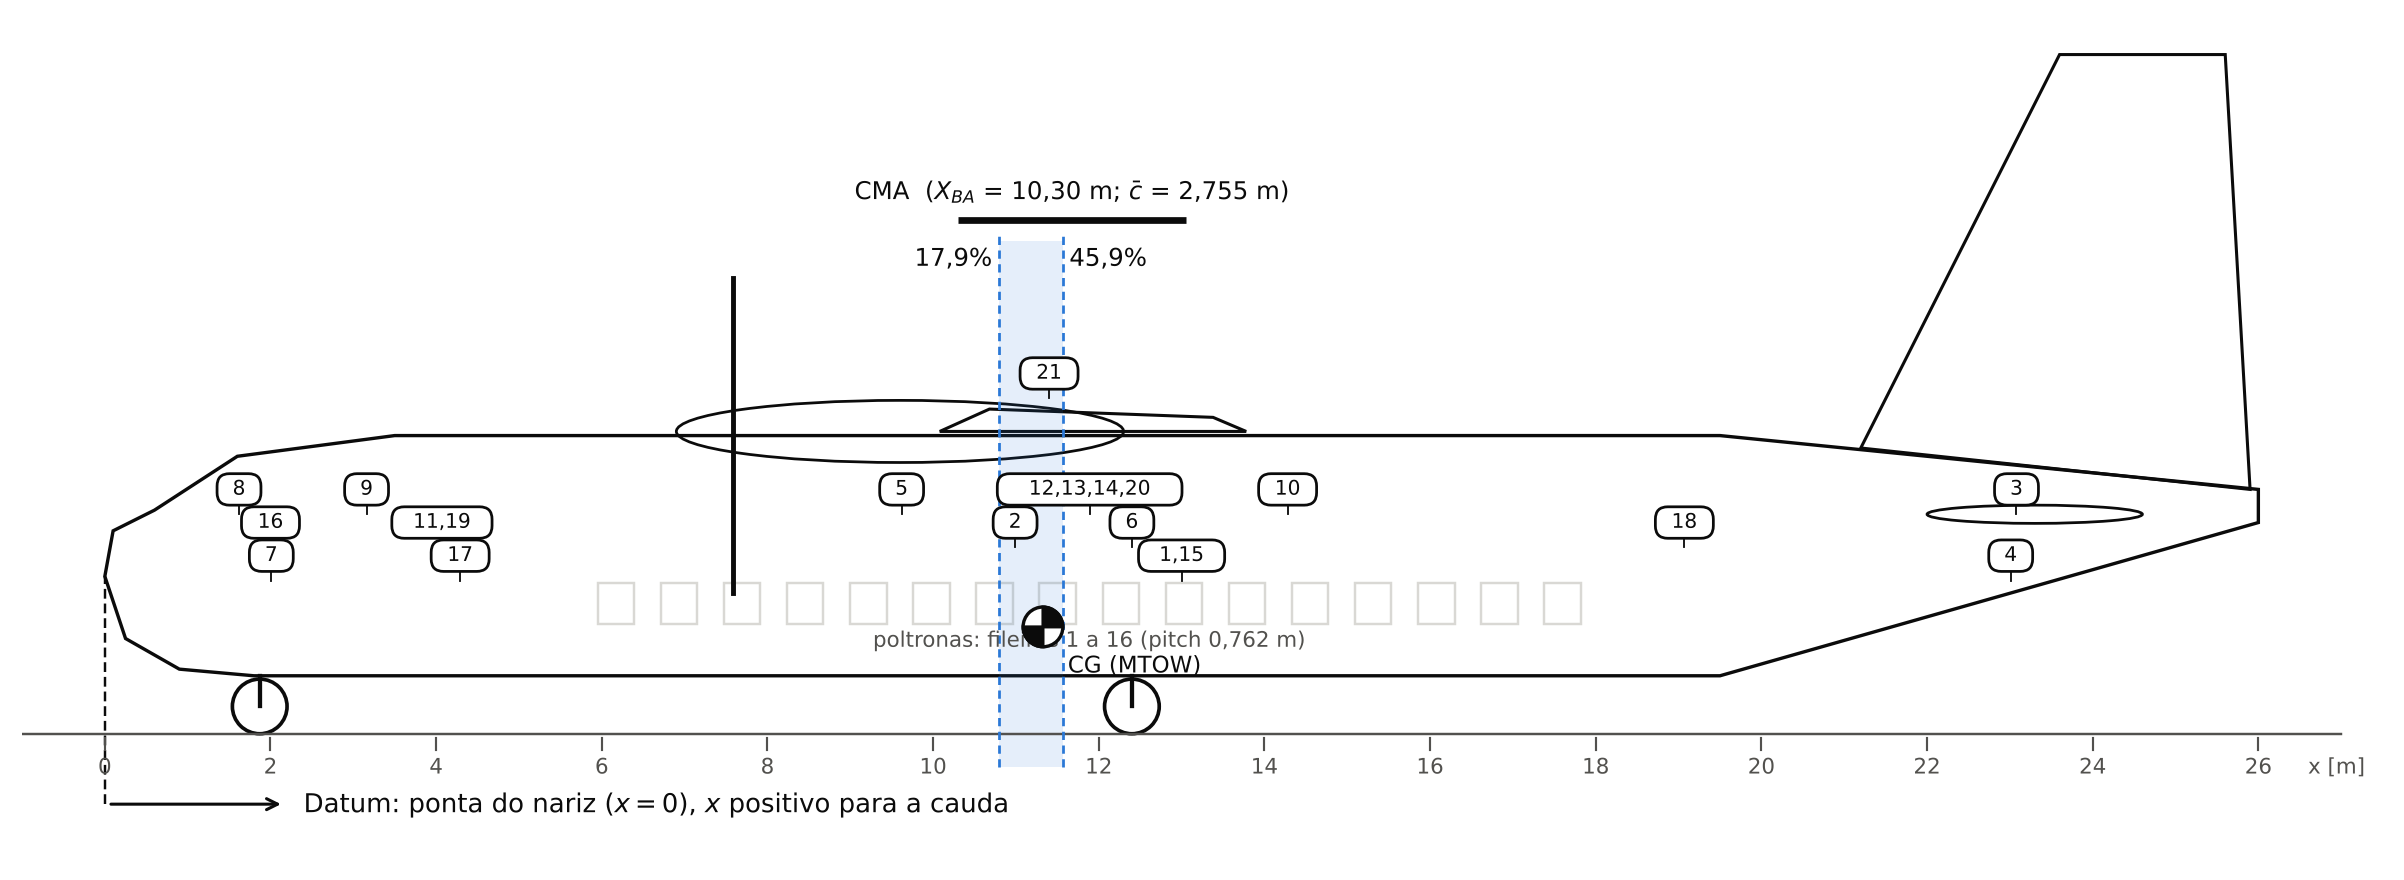 CMA (X_BA = 10,30 m; c̄ = 2,755 m)
17,9% 45,9%
21
8 9 5 12,13,14,20 10 3
16 11,19 2 6 18
7 17 1,15 4
poltronas: filei 1 a 16 (pitch 0,762 m)
CG (MTOW)
0 2 4 6 8 10 12 14 16 18 20 22 24 26 x [m]
Datum: ponta do nariz (x = 0), x positivo para a cauda